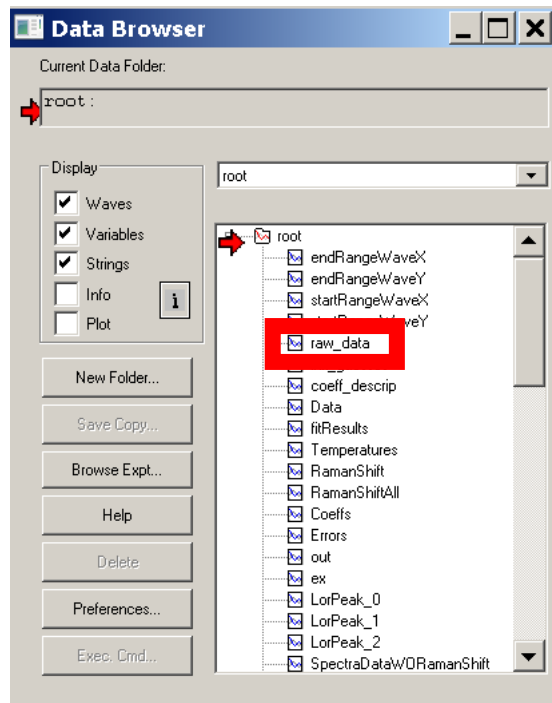 Data Browser
Current Data Folder:
root:
Display
Waves
Variables
Strings
Info
i
Plot
New Folder...
Save Copy...
Browse Expt...
Help
Delete
Preferences...
Exec. Cmd...
root
root
endRangeWaveX
endRangeWaveY
startRangeWaveX
raw_data
coeff_descrip
Data
fitResults
Temperatures
RamanShift
RamanShiftAll
Coeffs
Errors
out
ex
LorPeak_0
LorPeak_1
LorPeak_2
SpectraDataWORamanShift